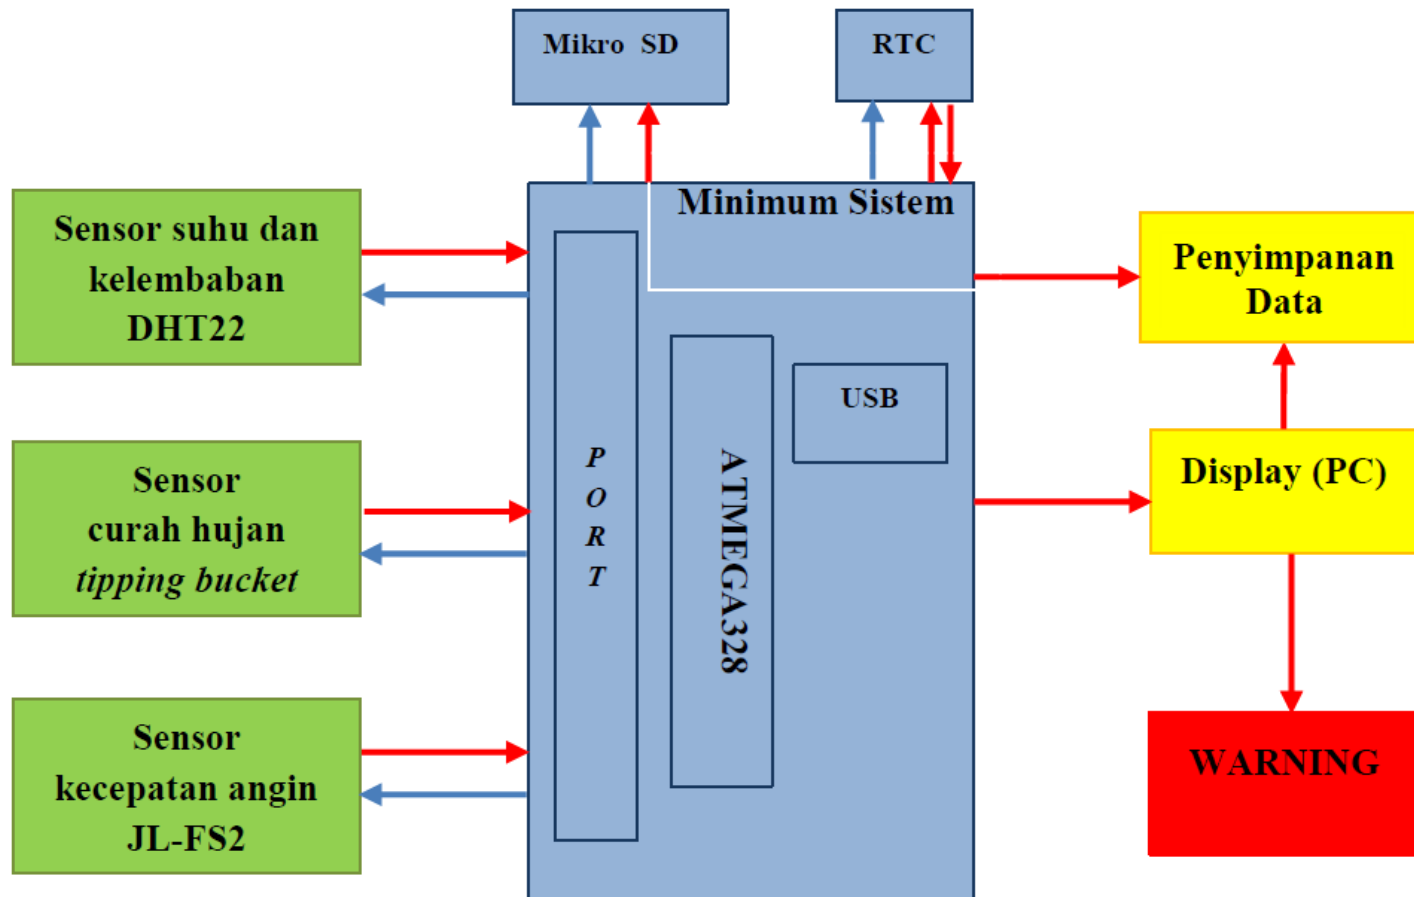 Mikro SD
RTC
Minimum Sistem
Sensor suhu dan
kelembaban
DHT22
Penyimpanan
Data
USB
PORT
ATMEGA328
Sensor
curah hujan
tipping bucket
Display (PC)
Sensor
kecepatan angin
JL-FS2
WARNING